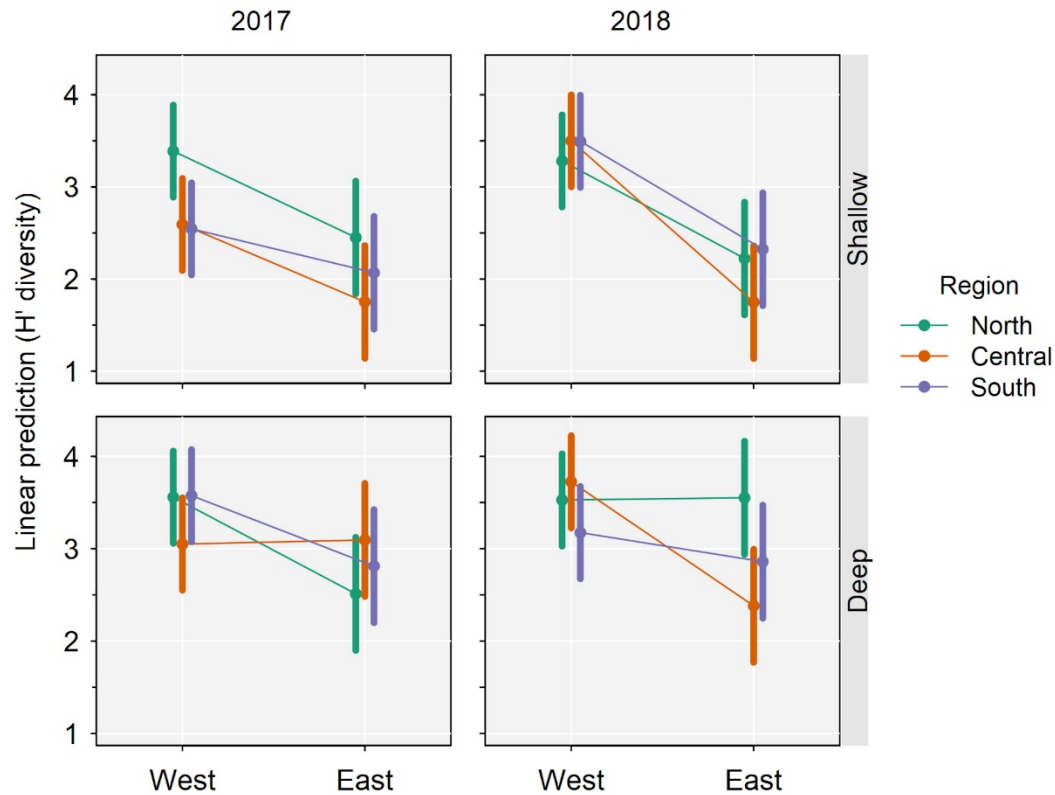 2017
2018
Linear prediction (H' diversity)
4
3
2
1
Shallow
4
3
2
1
Deep
West
East
West
East
Region
North
Central
South